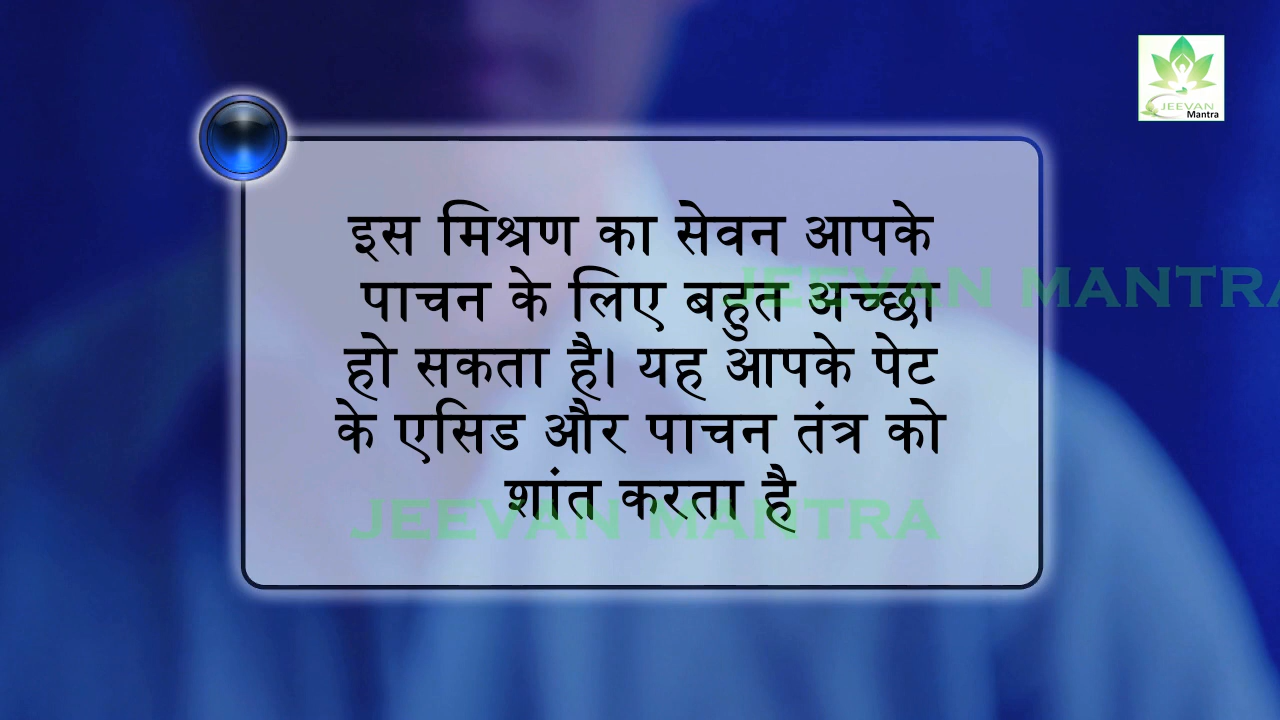 JEEVAN
Mantra
इस मिश्रण का सेवन आपके
पाचन के लिए बहुत अच्छा
हो सकता है। यह आपके पेट
के एसिड और पाचन तंत्र को
शांत करता है
JEEVAN MANTRA
JEEVAN MANTRA